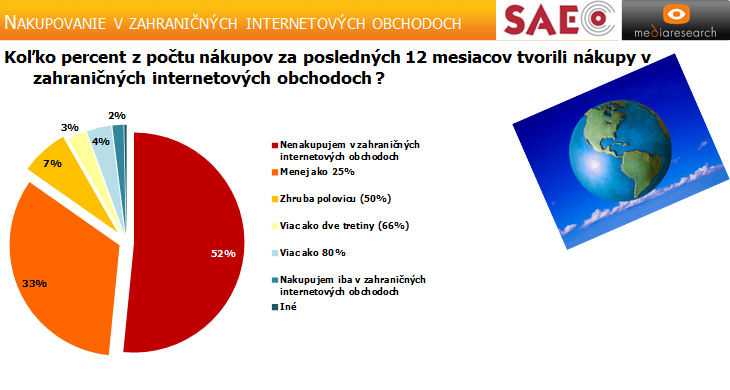 NAKUPOVANIE V ZAHRANIČNÝCH INTERNETOVÝCH OBCHODOCH
SAEC
mediaresearch
Koľko percent z počtu nákupov za posledných 12 mesiacov tvorili nákupy v
zahraničných internetových obchodoch ?
2%
3%
4%
7%
52%
33%
Nenakupujem v zahraničných
internetových obchodoch
Menej ako 25%
Zhruba polovicu (50%)
Viac ako dve tretiny (66%)
Viac ako 80%
Nakupujem iba v zahraničných
internetových obchodoch
Iné